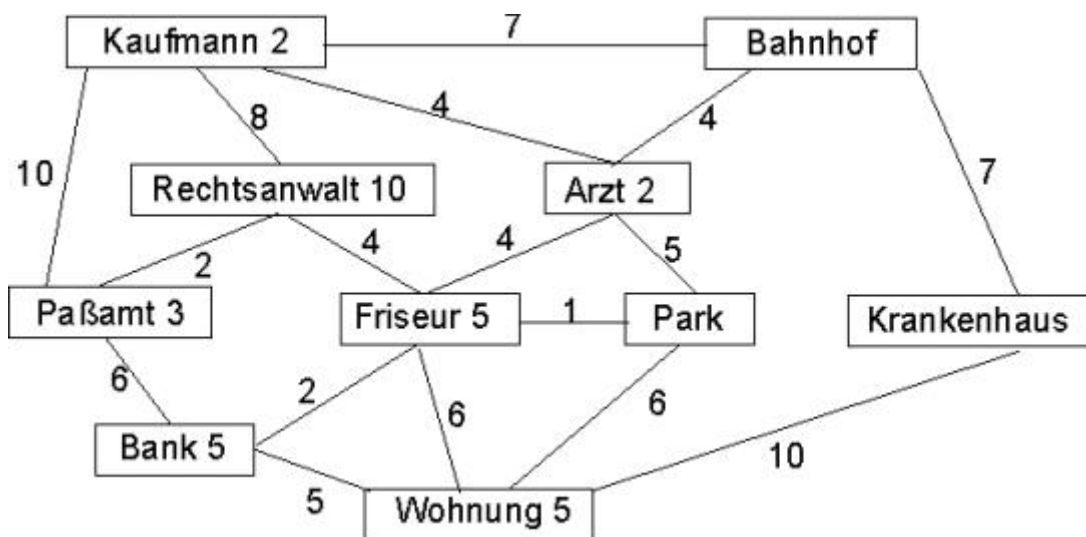 7
Kaufmann 2
Bahnhof
4
4
8
10
7
Rechtsanwalt 10
Arzt 2
4
4
5
2
Paßamt 3
Friseur 5
1
Park
Krankenhaus
6
2
6
6
Bank 5
10
5
Wohnung 5